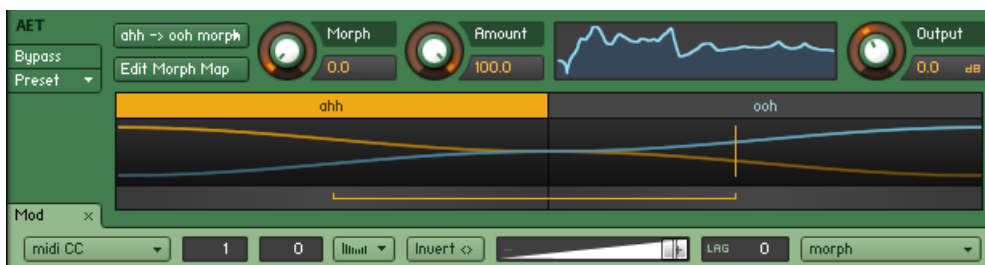 AET
Bypass
Preset
ahh -> ooh morph
Edit Morph Map
Morph
0.0
Amount
100.0
Output
0.0 dB
ahh
ooh
Mod ×
midi CC
1
0
Invert <>
- +
LAG 0
morph